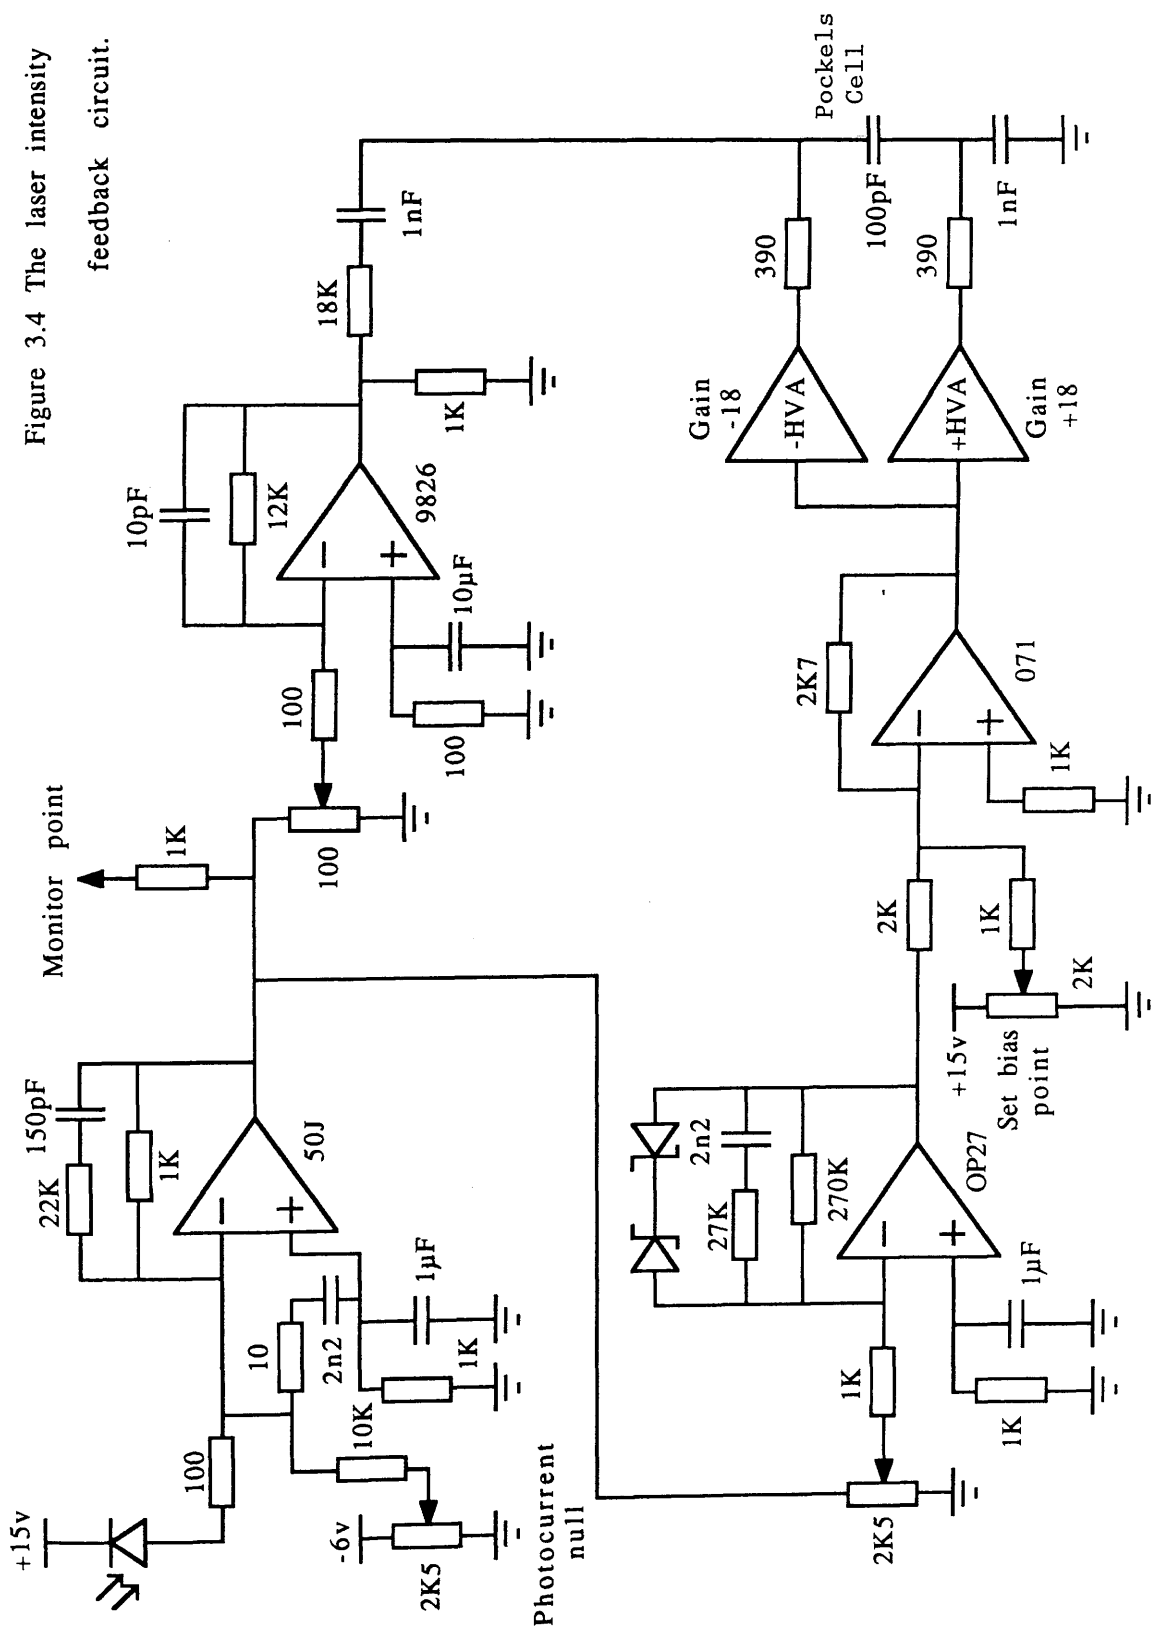 Figure 3.4 The laser intensity
feedback circuit.
+15v
100
-6v
2K5
Photocurrent
null
10K
10
2n2
1K
1µF
22K
150pF
1K
50J
Monitor point
1K
100
100
100
10µF
10pF
12K
9826
1K
18K
1nF
2K5
1K
1K
1µF
27K
2n2
270K
OP27
+15v
Set bias
point
2K
1K
2K
2K7
1K
071
Gain
-18
-HVA
+HVA
Gain
+18
390
390
100pF
1nF
Pockels
Cell